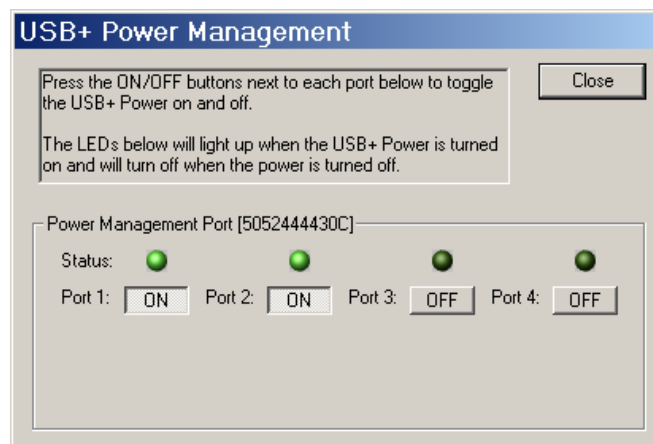 USB+ Power Management
Press the ON/OFF buttons next to each port below to toggle
the USB+ Power on and off.
Close
The LEDs below will light up when the USB+ Power is turned
on and will turn off when the power is turned off.
Power Management Port [5052444430C]
Status:
Port 1: ON Port 2: ON Port 3: OFF Port 4: OFF